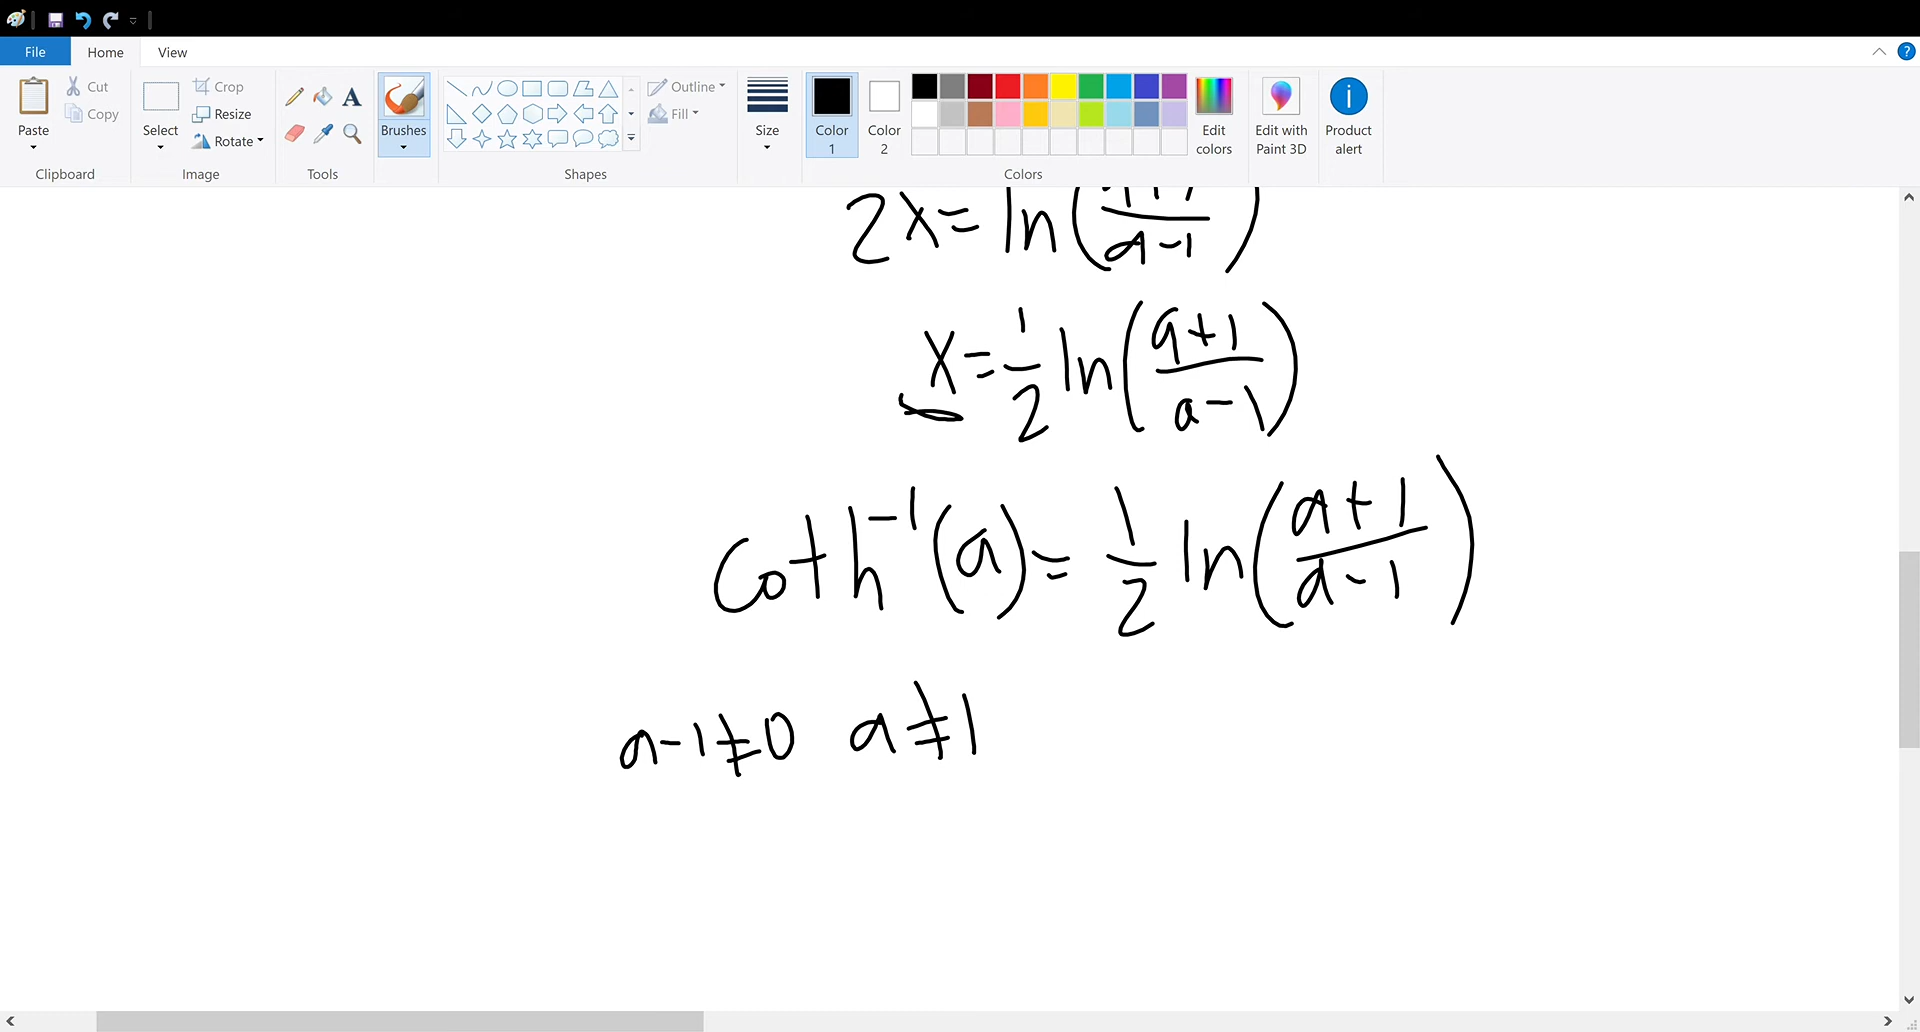 File Home View
Paste Cut Copy Select Crop Resize Rotate Brushes Outline Fill Size Color 1 Color 2 Edit colors Edit with Paint 3D Product alert
Clipboard Image Tools Shapes Colors
2x = ln(a+1/a-1)
x = 1/2 ln(a+1/a-1)
coth^-1(a) = 1/2 ln(a+1/a-1)
a-1≠0 a≠1